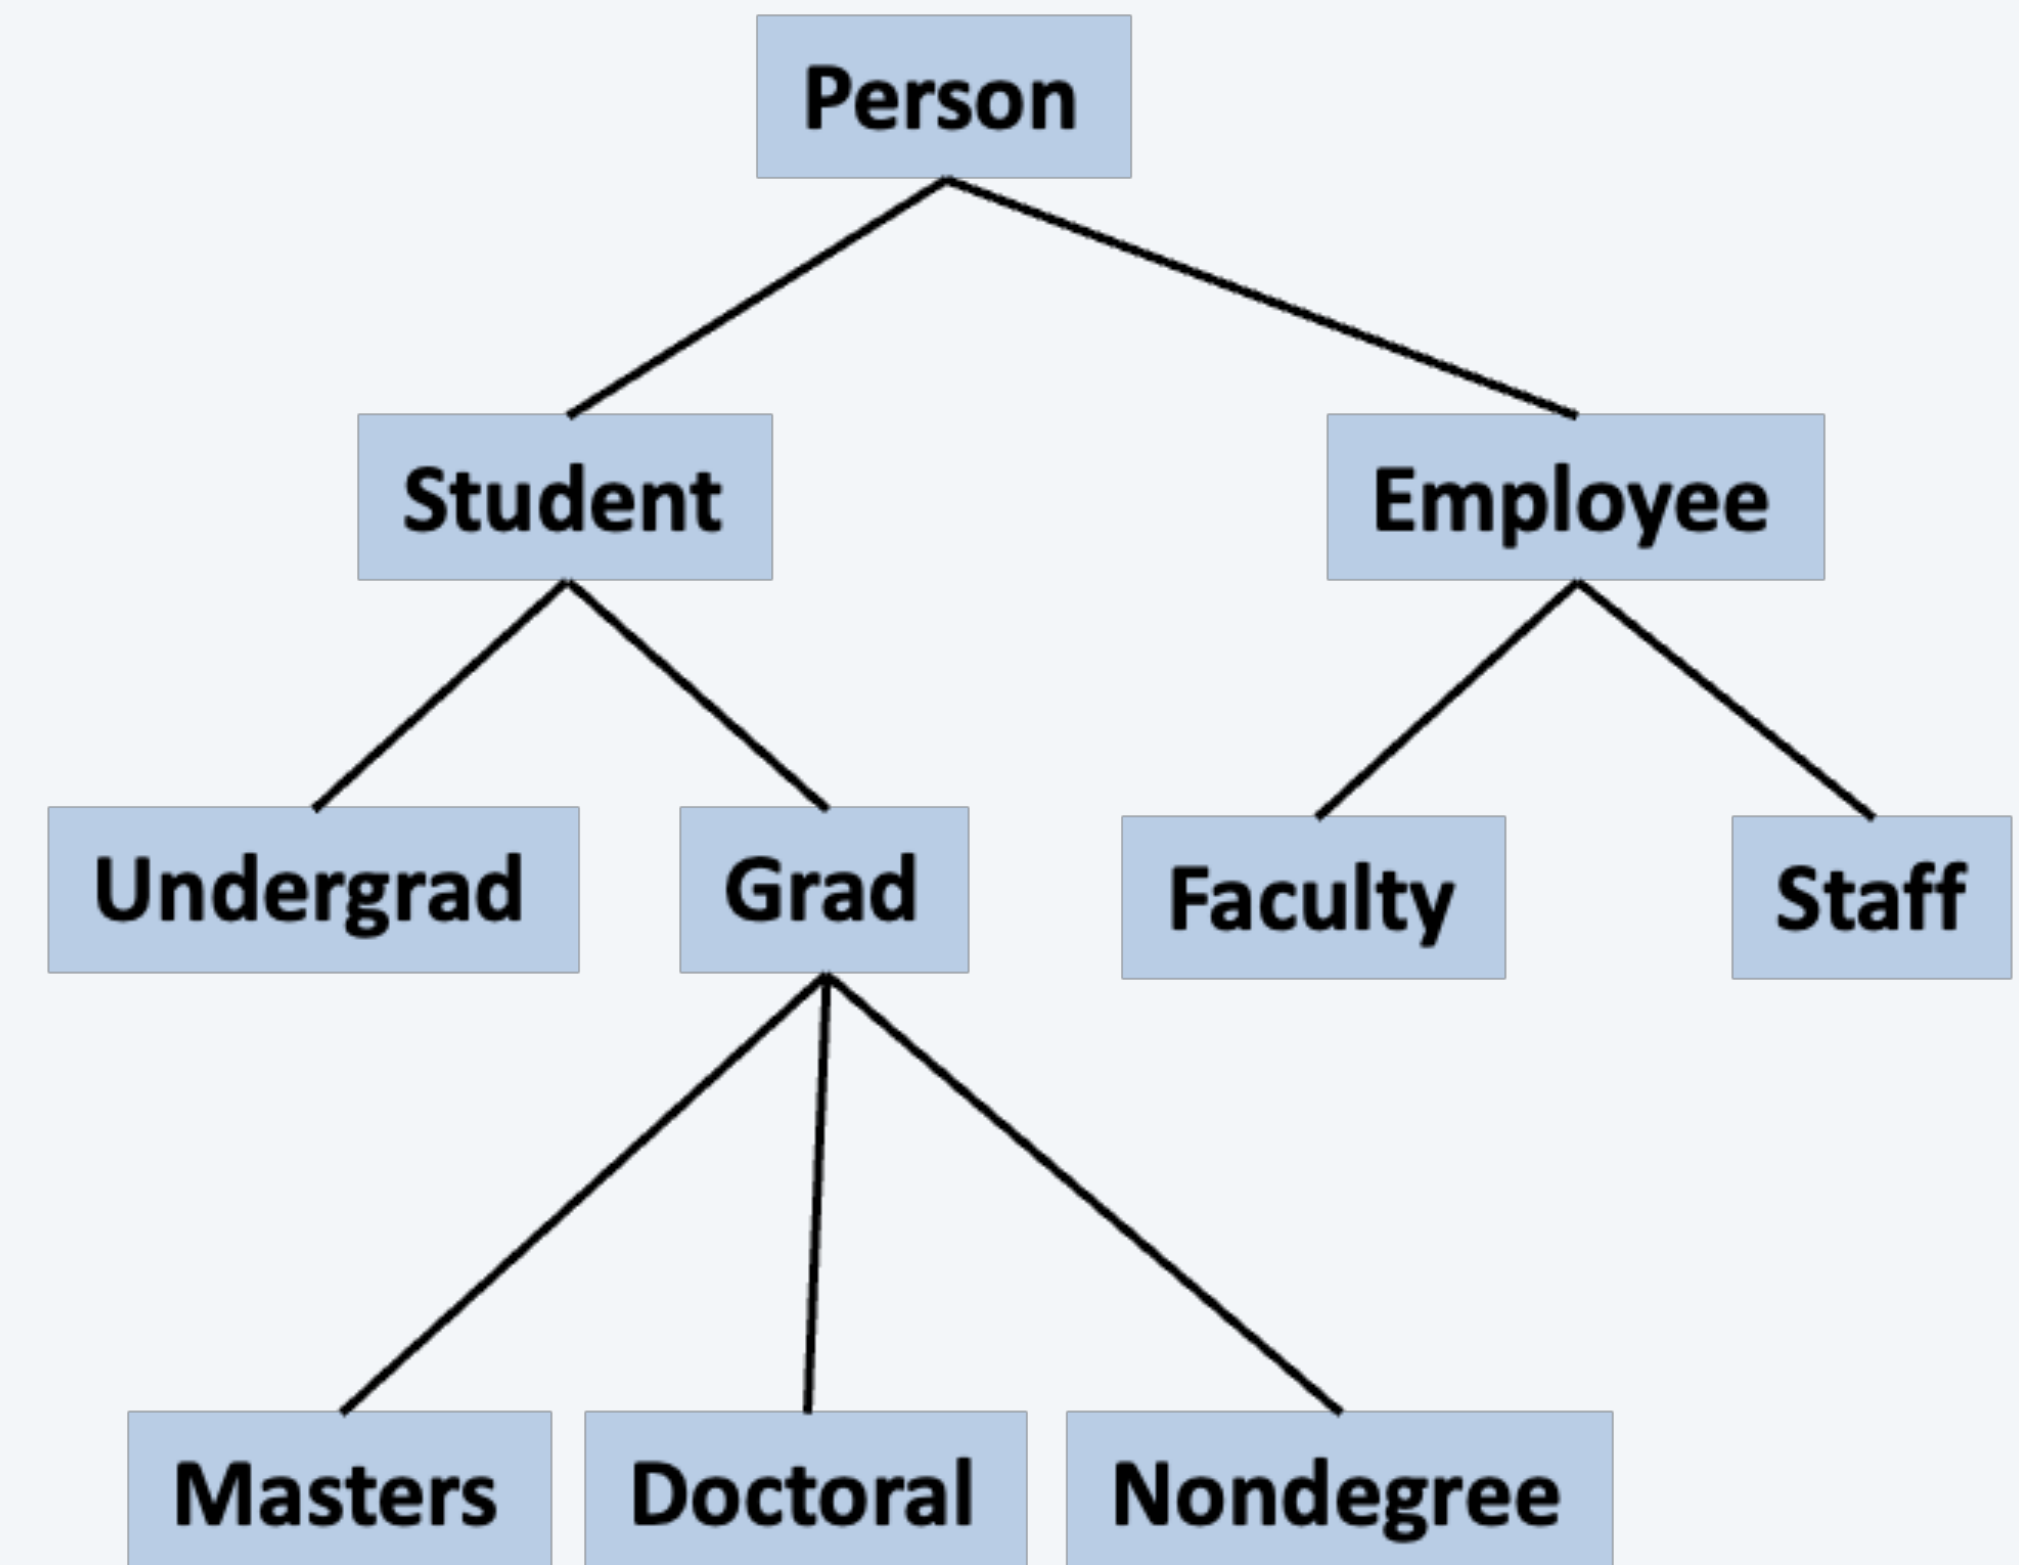 Person
Student
Employee
Undergrad
Grad
Faculty
Staff
Masters
Doctoral
Nondegree